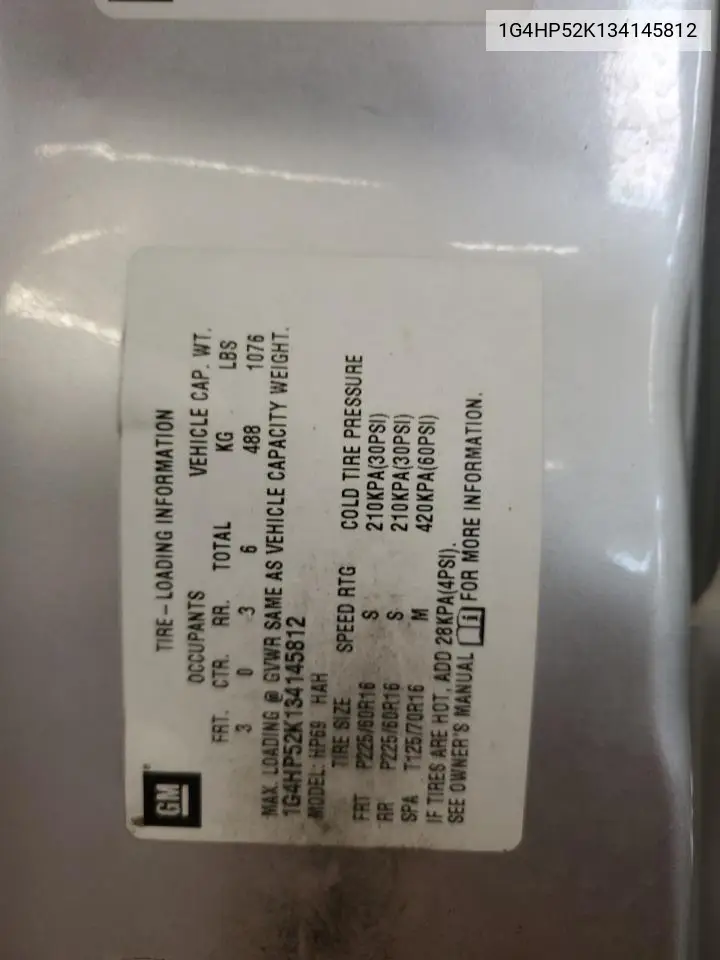 1G4HP52K134145812
GM
TIRE-LOADING INFORMATION
OCCUPANTS VEHICLE CAP. WT.
FRT. CTR. RR. TOTAL KG LBS
3 0 3 6 488 1076
MAX. LOADING @ GVWR SAME AS VEHICLE CAPACITY WEIGHT.
1G4HP52K134145812
MODEL: HP69 HAH
TIRE SIZE SPEED RTG COLD TIRE PRESSURE
FRT P225/60R16 S 210KPA(30PSI)
RR P225/60R16 S 210KPA(30PSI)
SPA T125/70R16 M 420KPA(60PSI)
IF TIRES ARE HOT, ADD 28KPA(4PSI).
SEE OWNER'S MANUAL i FOR MORE INFORMATION.